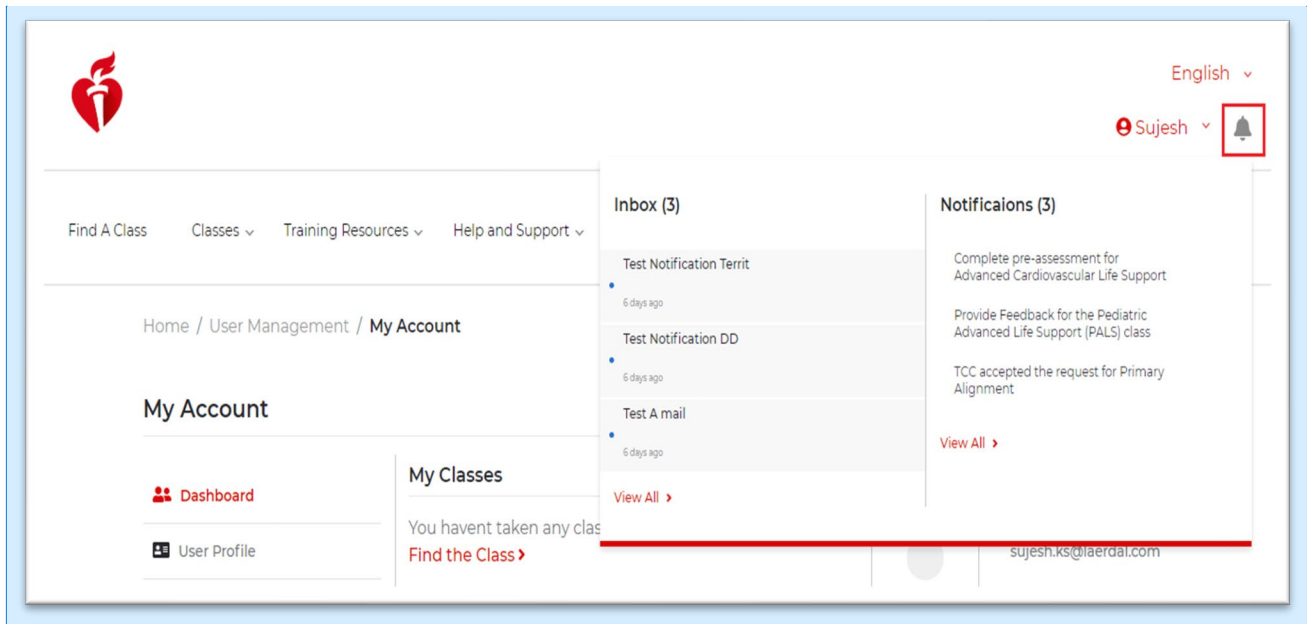 English
Sujesh
Find A Class Classes Training Resources Help and Support
Inbox (3)
Test Notification Territ
6 days ago
Test Notification DD
6 days ago
Test A mail
6 days ago
View All
Notificaions (3)
Complete pre-assessment for
Advanced Cardiovascular Life Support
Provide Feedback for the Pediatric
Advanced Life Support (PALS) class
TCC accepted the request for Primary
Alignment
View All
Home / User Management / My Account
My Account
Dashboard
User Profile
My Classes
You havent taken any clas
Find the Class
sujesh.ks@laerdal.com